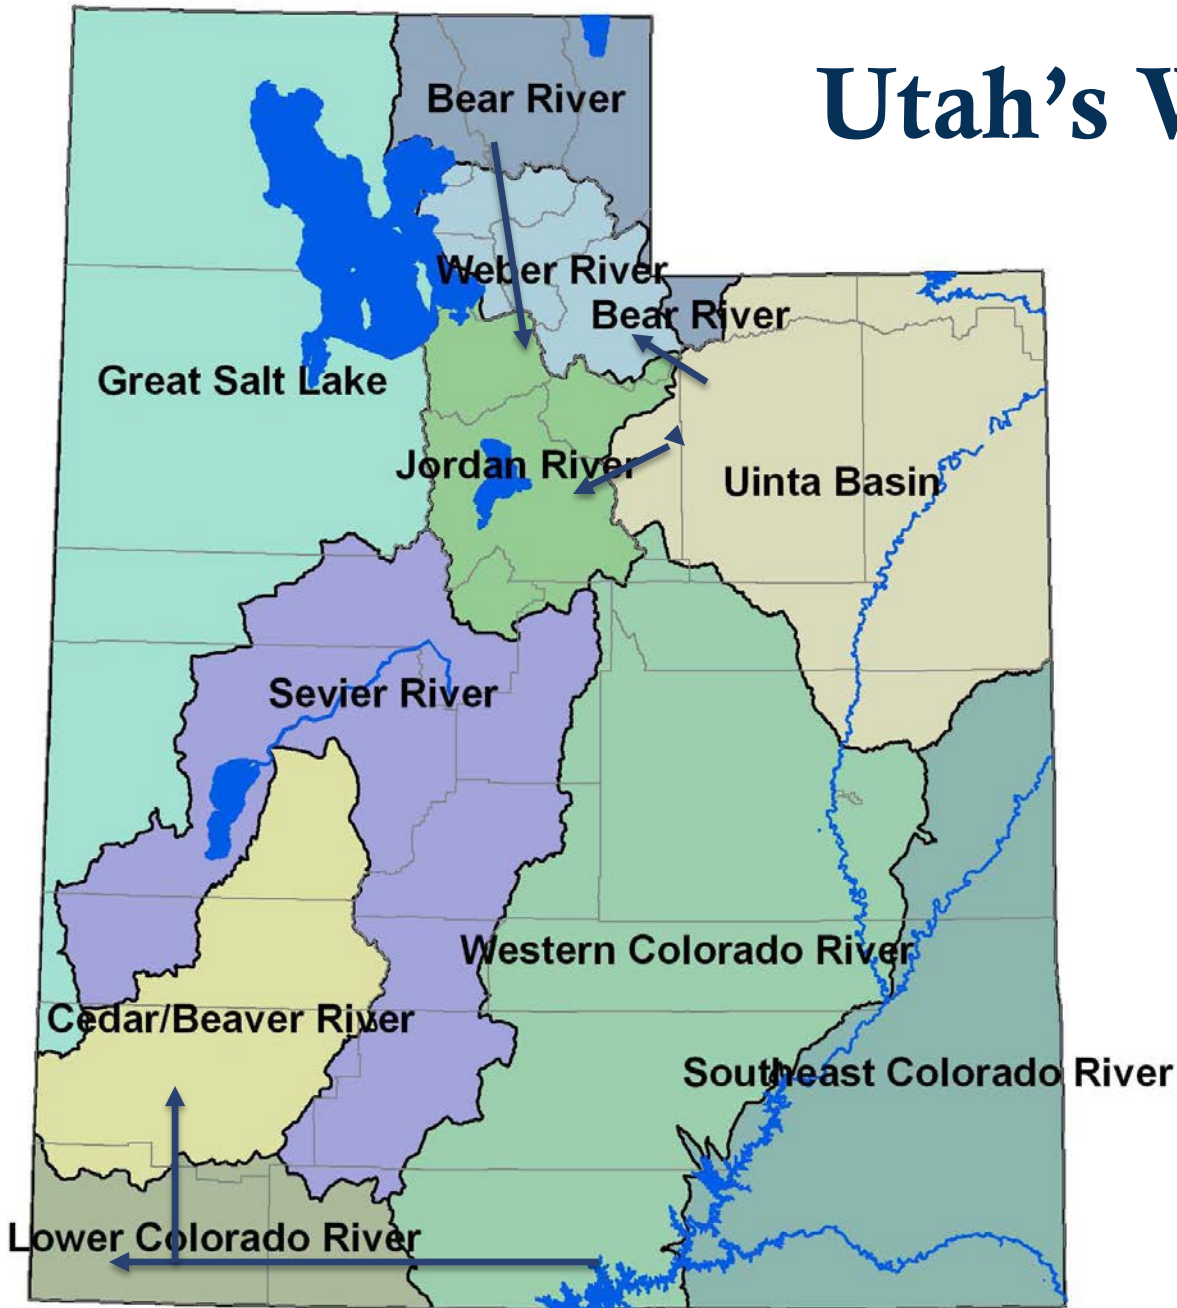 Utah's
Bear River
Weber River
Bear River
Great Salt Lake
Jordan River
Uinta Basin
Sevier River
Western Colorado River
Cedar/Beaver River
Southeast Colorado River
Lower Colorado River